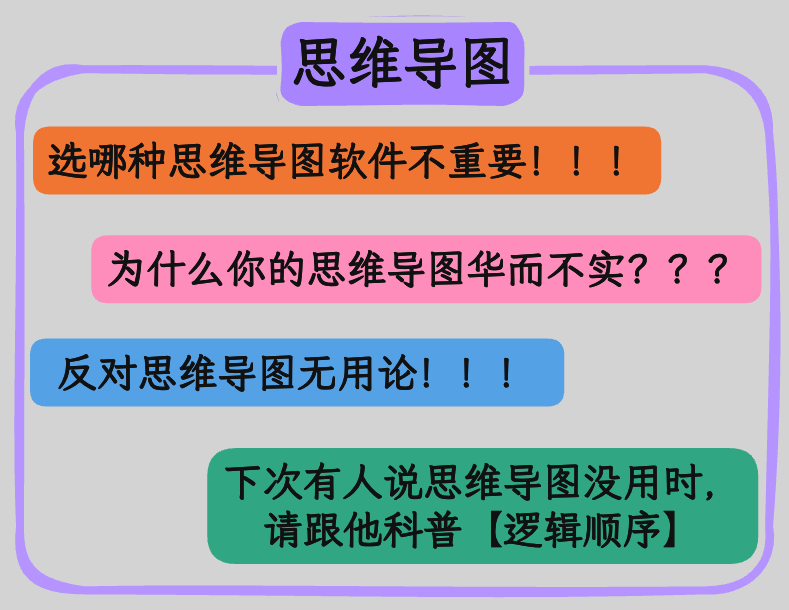 思维导图
选哪种思维导图软件不重要！！！
为什么你的思维导图华而不实？？？
反对思维导图无用论！！！
下次有人说思维导图没用时，
请跟他科普【逻辑顺序】